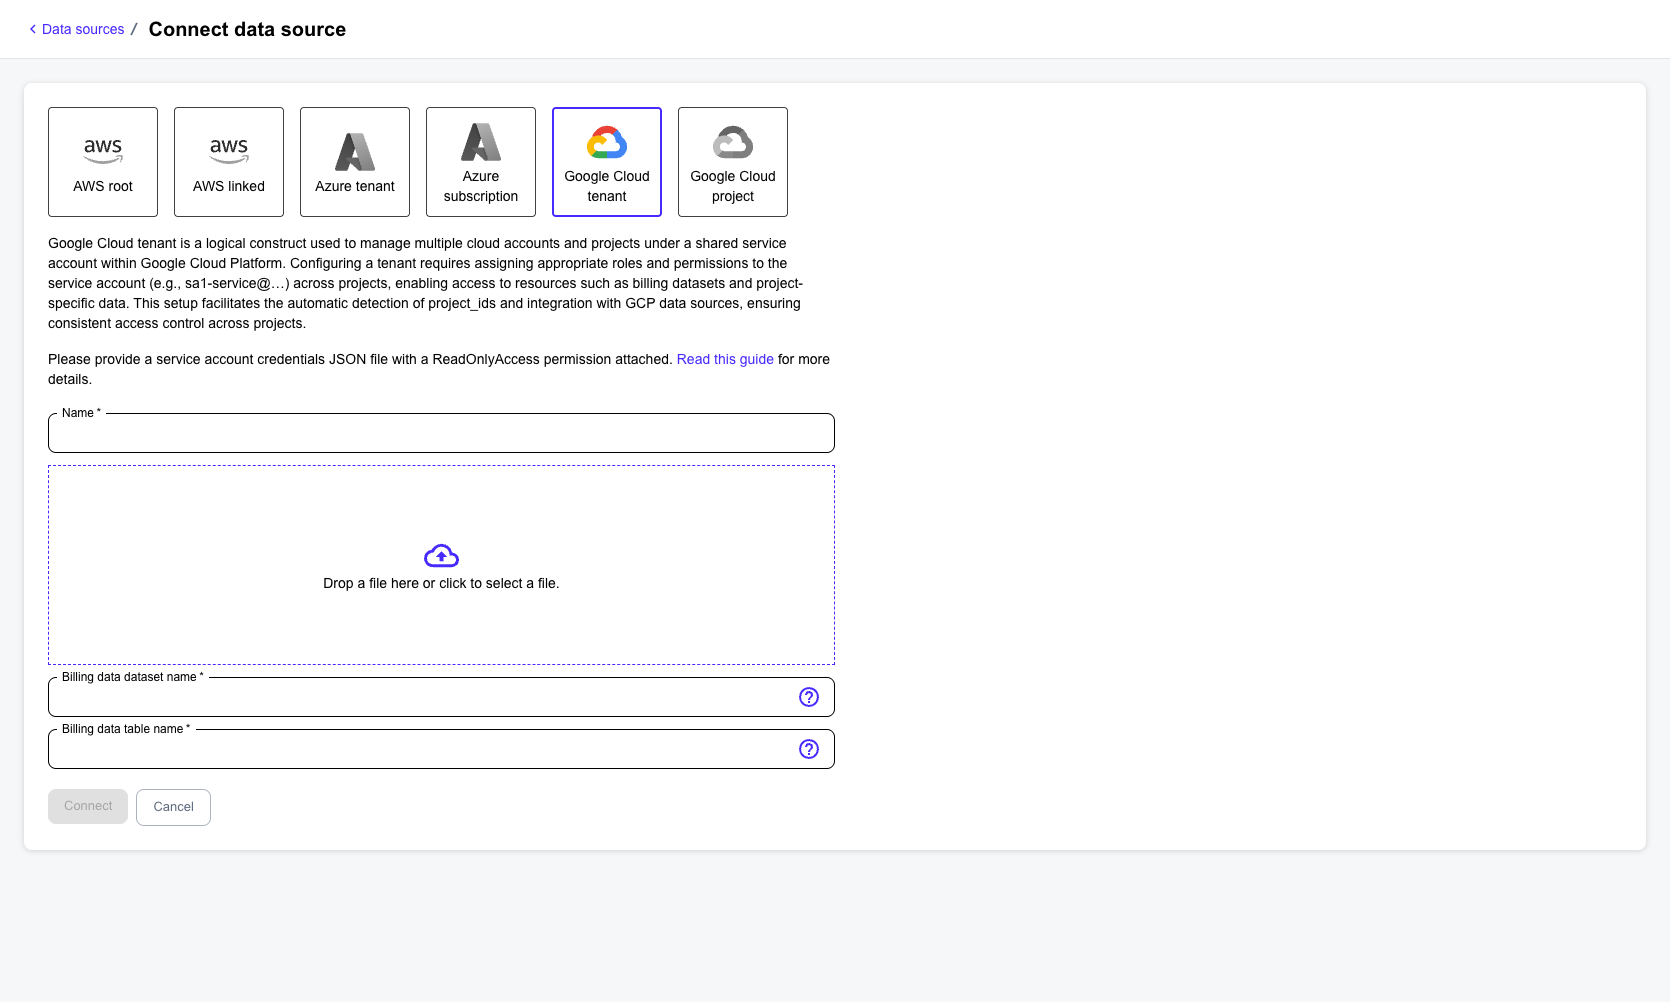 Data sources / Connect data source
aws
AWS root
aws
AWS linked
Azure tenant
Azure
subscription
Google Cloud
tenant
Google Cloud
project
Google Cloud tenant is a logical construct used to manage multiple cloud accounts and projects under a shared service
account within Google Cloud Platform. Configuring a tenant requires assigning appropriate roles and permissions to the
service account (e.g., sa1-service@…) across projects, enabling access to resources such as billing datasets and project-
specific data. This setup facilitates the automatic detection of project_ids and integration with GCP data sources, ensuring
consistent access control across projects.
Please provide a service account credentials JSON file with a ReadOnlyAccess permission attached. Read this guide for more
details.
Name *
Drop a file here or click to select a file.
Billing data dataset name *
Billing data table name *
Connect
Cancel